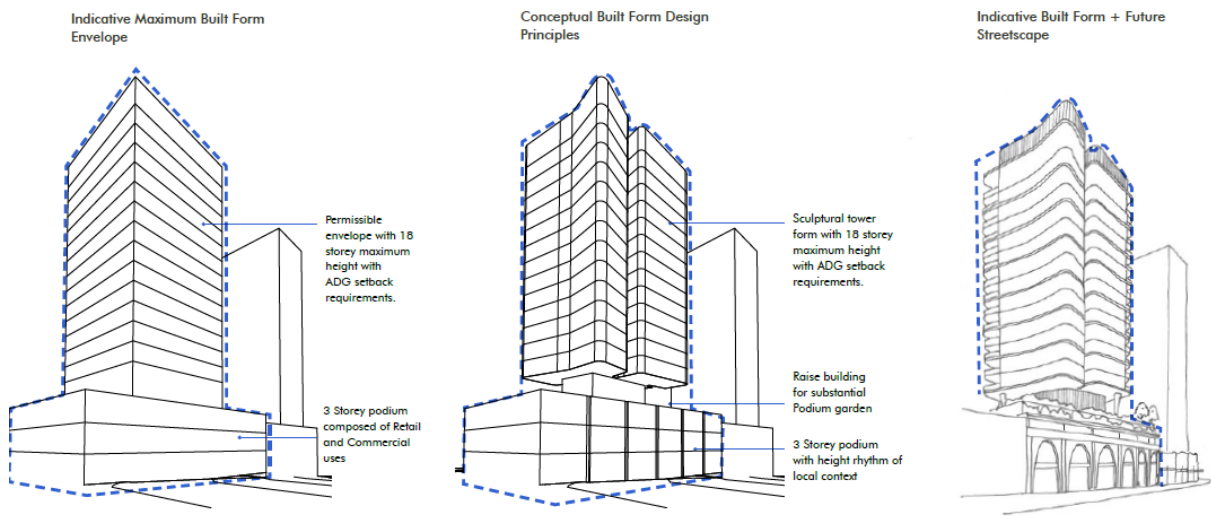 Indicative Maximum Built Form
Envelope
Permissible
envelope with 18
storey maximum
height with
ADG setback
requirements.
3 Storey podium
composed of Retail
and Commercial
uses
Conceptual Built Form Design
Principles
Sculptural tower
form with 18 storey
maximum height
with ADG setback
requirements.
Raise building
for substantial
Podium garden
3 Storey podium
with height rhythm of
local context
Indicative Built Form + Future
Streetscape